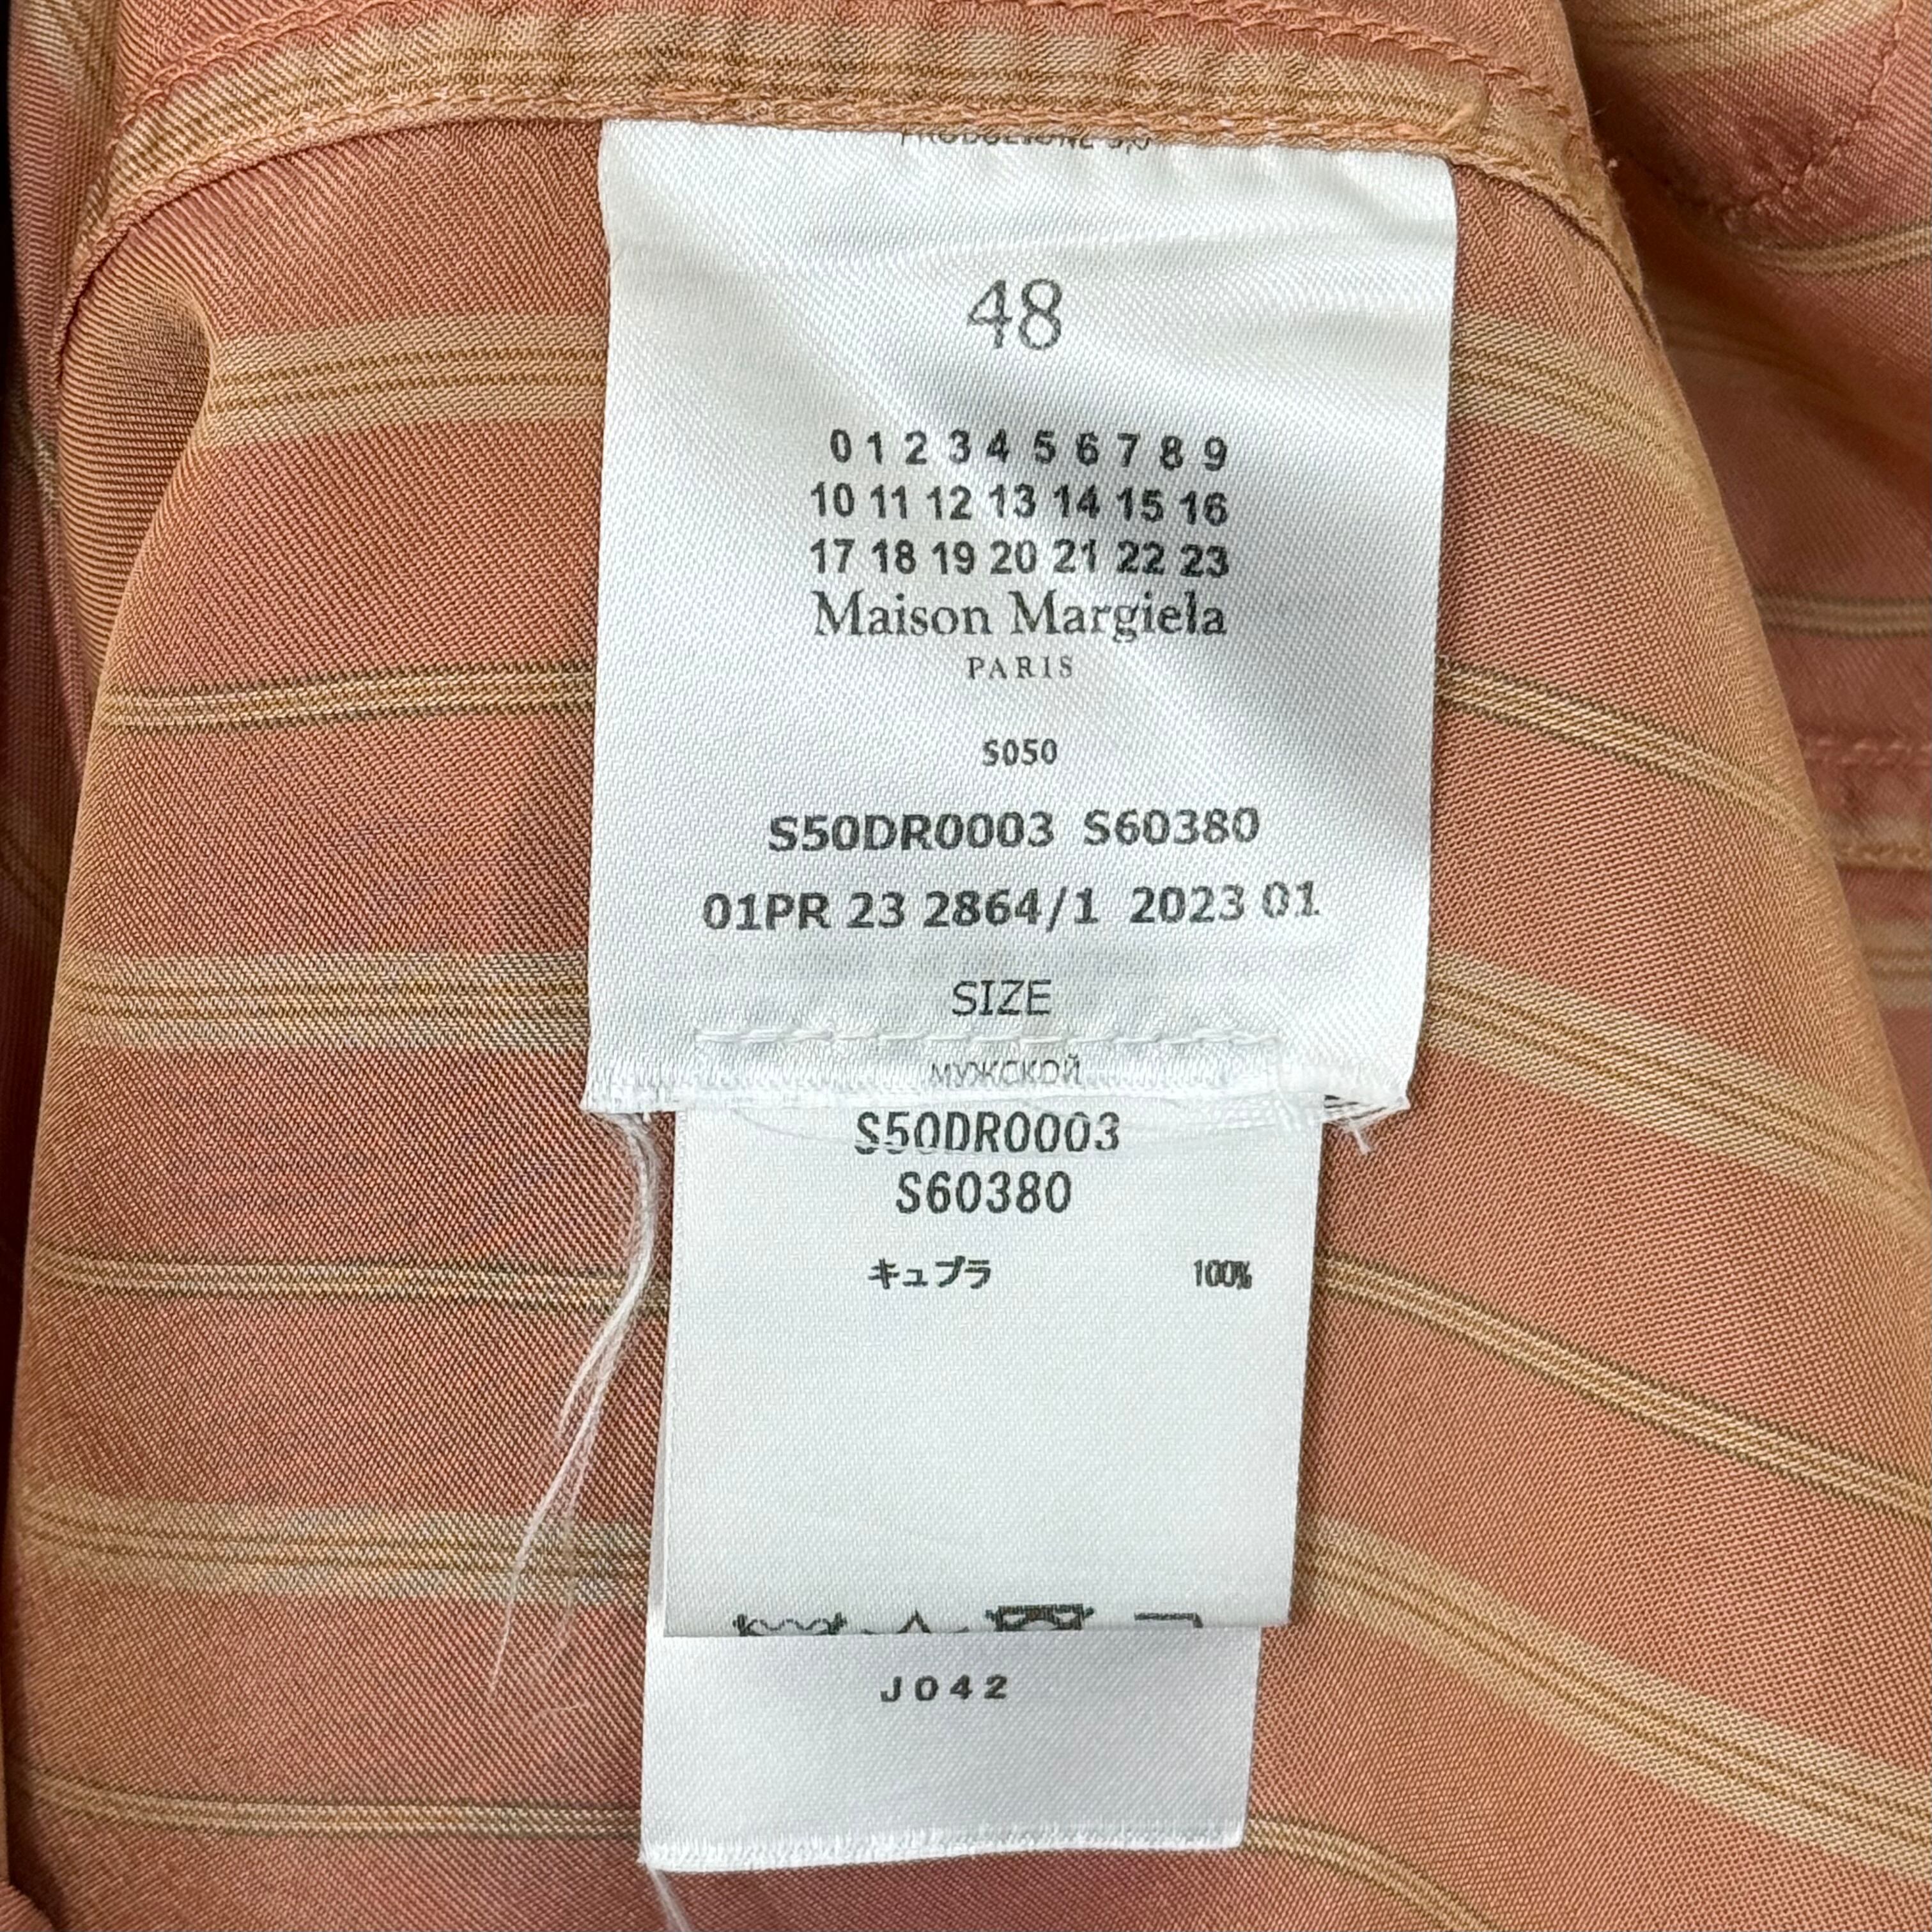 48
0 1 2 3 4 5 6 7 8 9
10 11 12 13 14 15 16
17 18 19 20 21 22 23
Maison Margiela
PARIS
S050
S50DR0003 S60380
01PR 23 2864/1 2023 01
SIZE
МУЖСКОЙ
S50DR0003
S60380
キュプラ 100%
J042